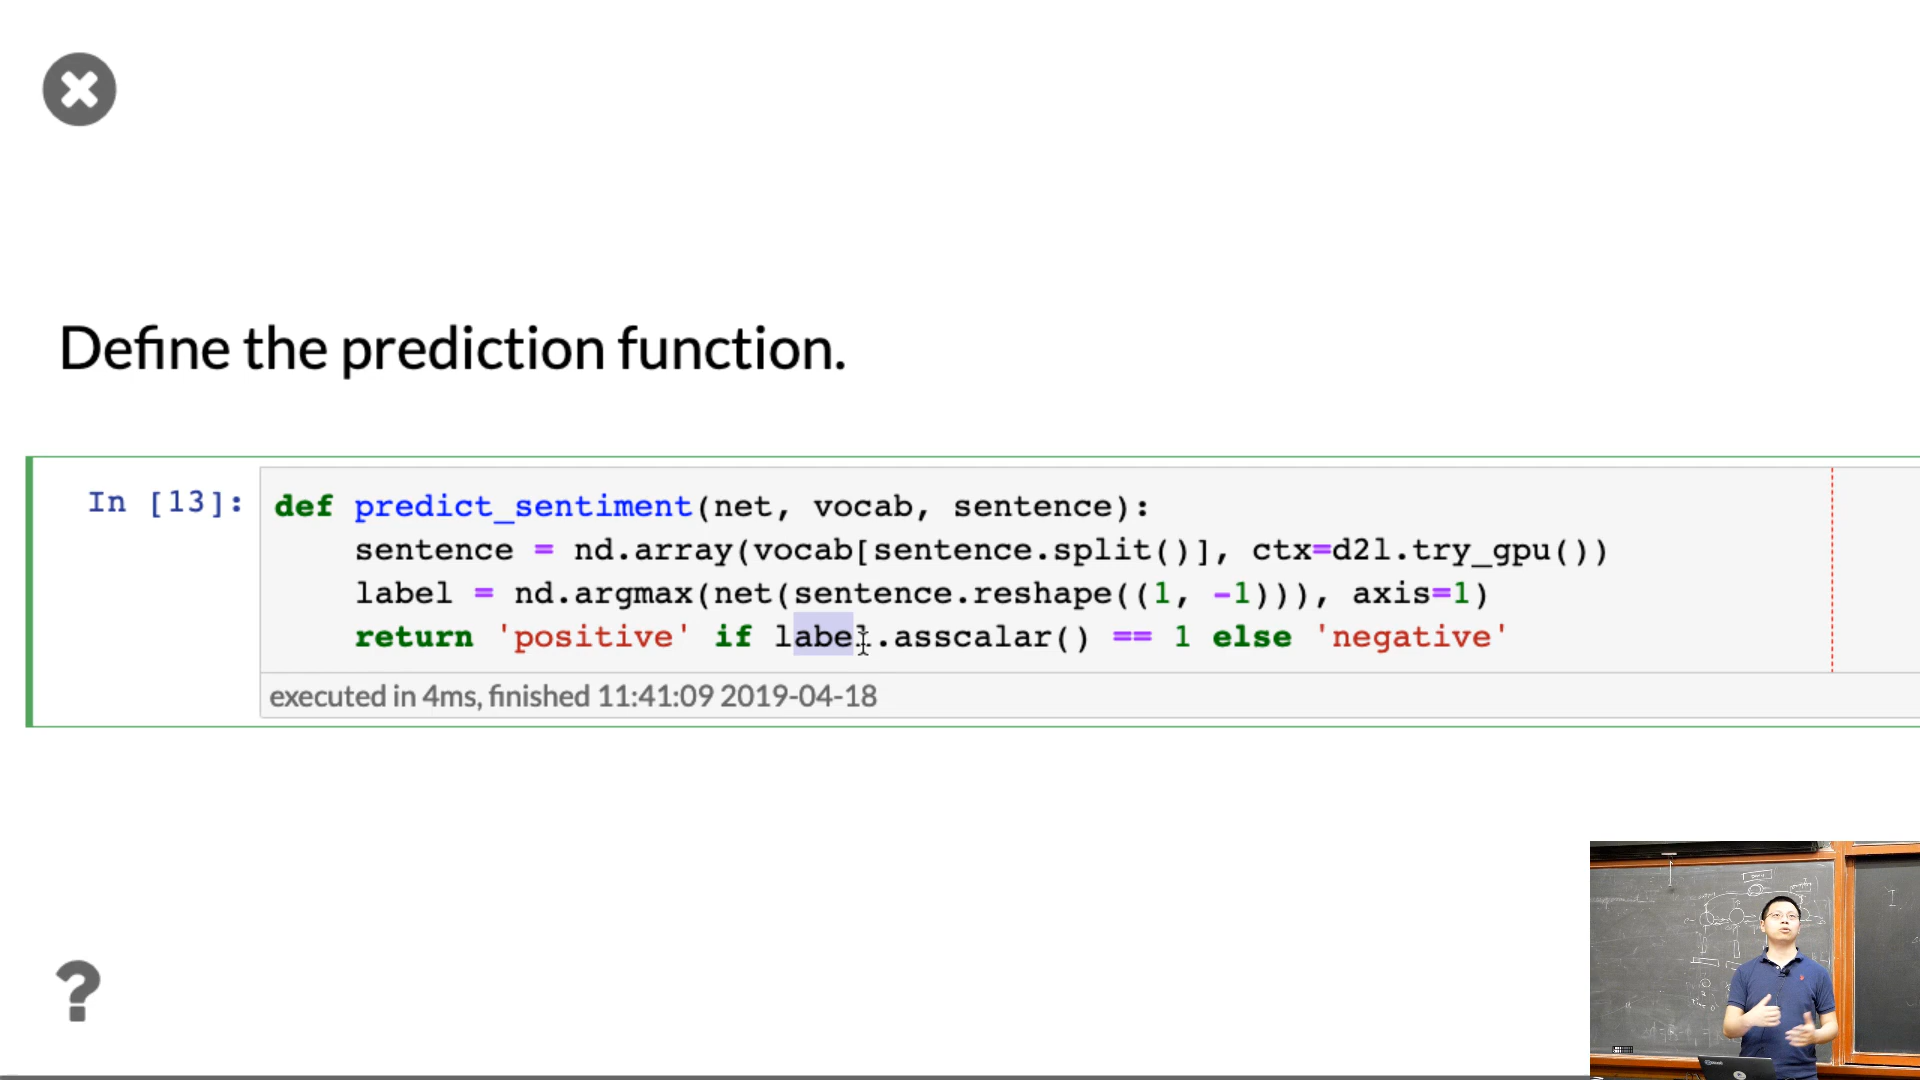 Define the prediction function.
In [13]:
def predict_sentiment(net, vocab, sentence):
    sentence = nd.array(vocab[sentence.split()], ctx=d2l.try_gpu())
    label = nd.argmax(net(sentence.reshape((1, -1))), axis=1)
    return 'positive' if label.asscalar() == 1 else 'negative'
executed in 4ms, finished 11:41:09 2019-04-18
?